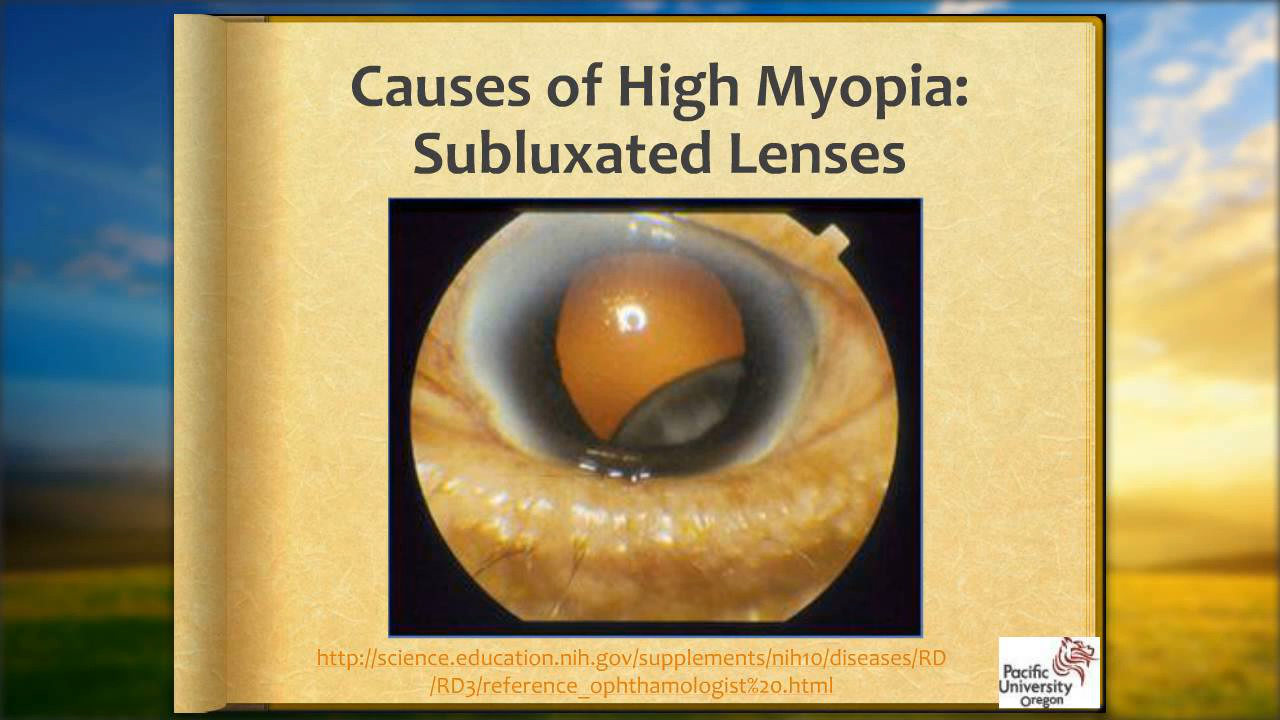 Causes of High Myopia:
Subluxated Lenses
http://science.education.nih.gov/supplements/nih10/diseases/RD
/RD3/reference_ophthamologist%20.html
Pacific
University
Oregon